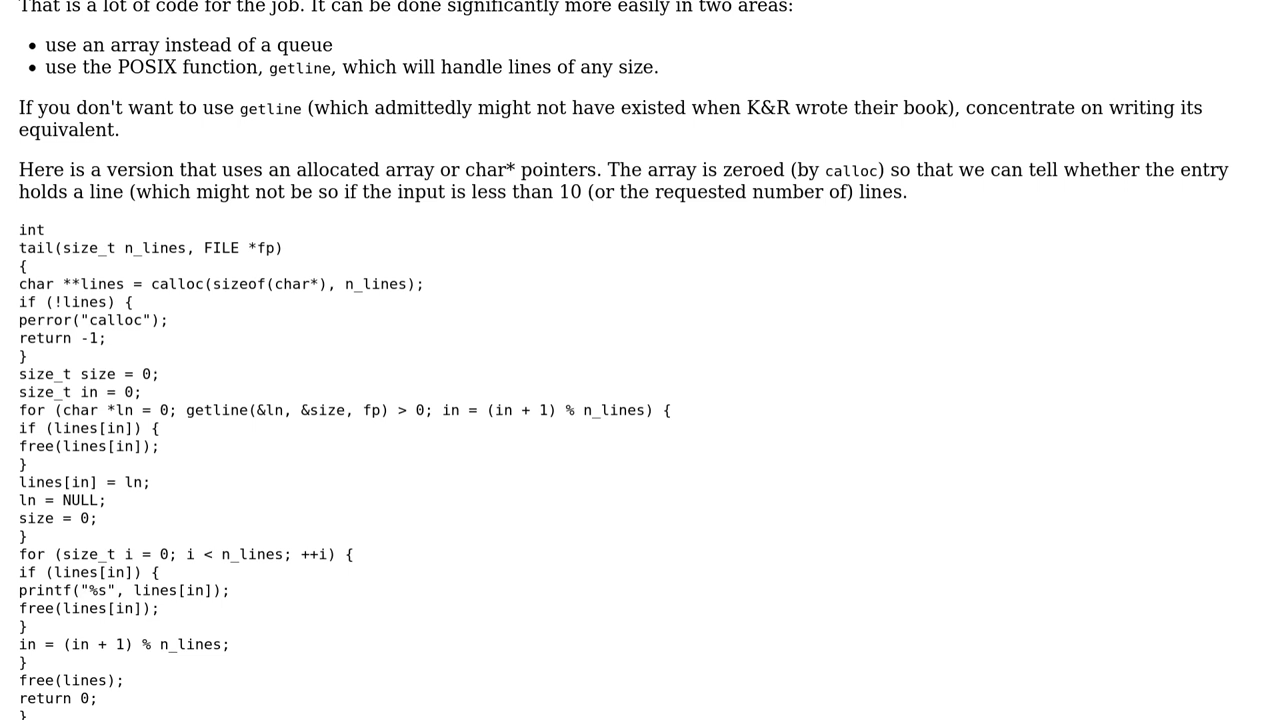 That is a lot of code for the job. It can be done significantly more easily in two areas:
• use an array instead of a queue
• use the POSIX function, getline, which will handle lines of any size.
If you don't want to use getline (which admittedly might not have existed when K&R wrote their book), concentrate on writing its
equivalent.
Here is a version that uses an allocated array or char* pointers. The array is zeroed (by calloc) so that we can tell whether the entry
holds a line (which might not be so if the input is less than 10 (or the requested number of) lines.
int
tail(size_t n_lines, FILE *fp)
{
char **lines = calloc(sizeof(char*), n_lines);
if (!lines) {
perror("calloc");
return -1;
}
size_t size = 0;
size_t in = 0;
for (char *ln = 0; getline(&ln, &size, fp) > 0; in = (in + 1) % n_lines) {
if (lines[in]) {
free(lines[in]);
}
lines[in] = ln;
ln = NULL;
size = 0;
}
for (size_t i = 0; i < n_lines; ++i) {
if (lines[in]) {
printf("%s", lines[in]);
free(lines[in]);
}
in = (in + 1) % n_lines;
}
free(lines);
return 0;
}